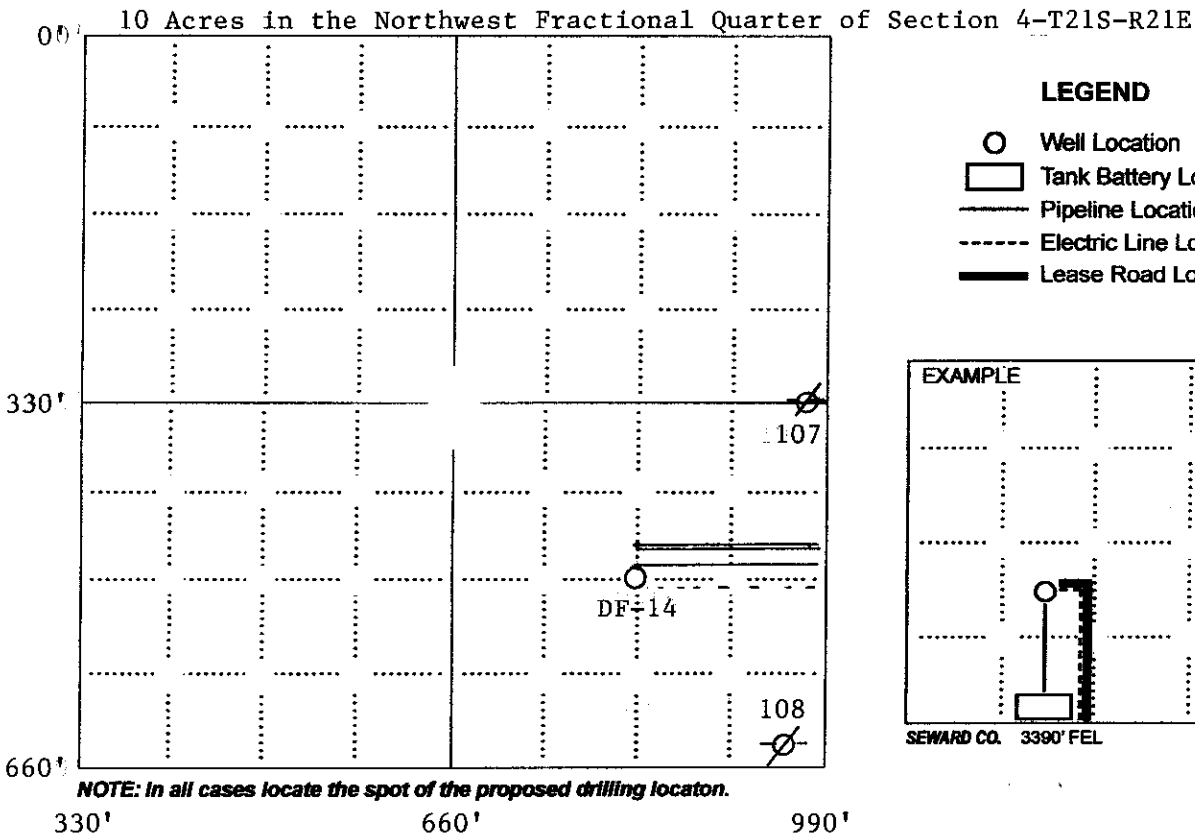 10 Acres in the Northwest Fractional Quarter of Section 4-T21S-R21E
0'
LEGEND
Well Location
Tank Battery Lo
Pipeline Locatio
Electric Line Lo
Lease Road Lo
EXAMPLE
330'
107
DF-14
108
SEWARD CO. 3390' FEL
660'
NOTE: In all cases locate the spot of the proposed drilling locaton.
330' 660' 990'